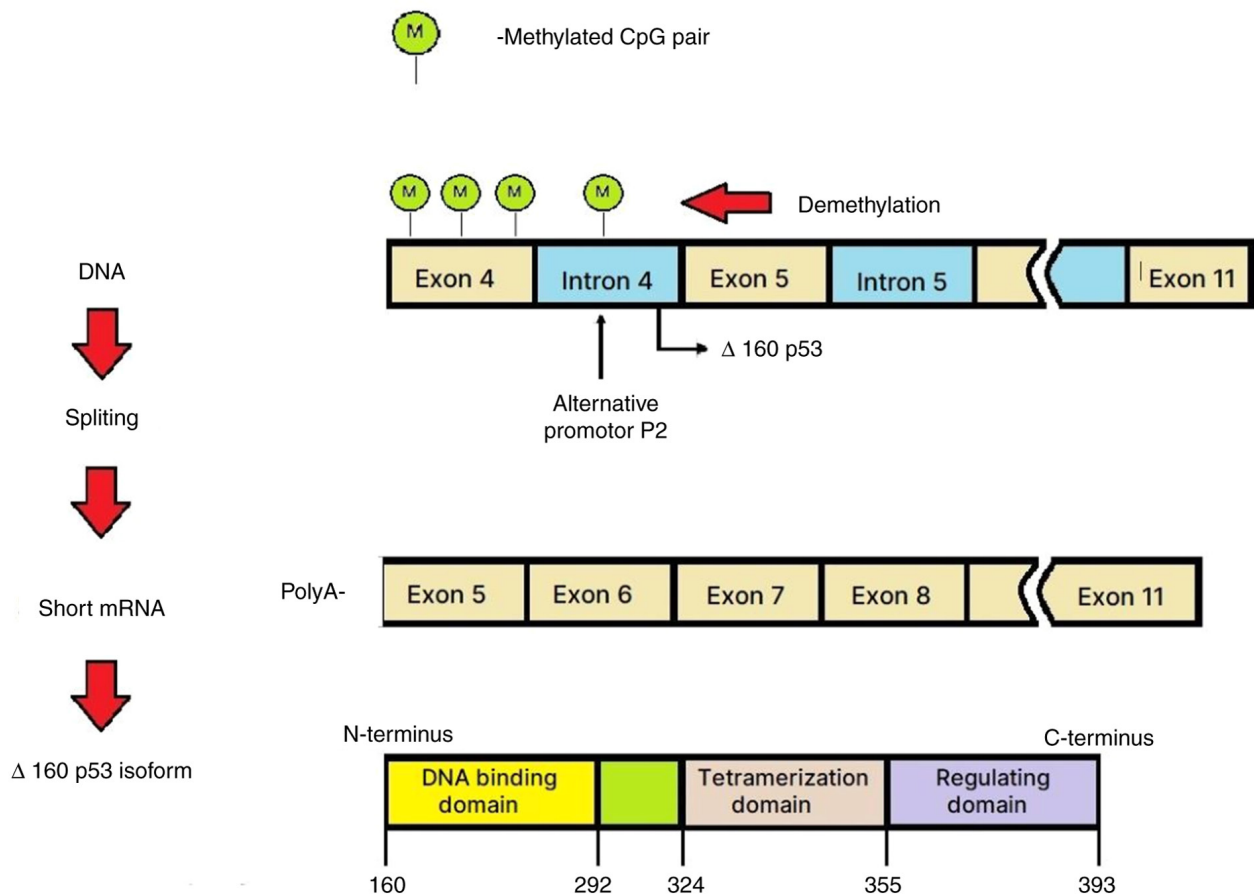 M
-Methylated CpG pair
M M M M
Demethylation
DNA
Exon 4 Intron 4 Exon 5 Intron 5 Exon 11
Δ 160 p53
Alternative
promotor P2
Spliting
Short mRNA
PolyA-
Exon 5 Exon 6 Exon 7 Exon 8 Exon 11
N-terminus
C-terminus
Δ 160 p53 isoform
DNA binding
domain
Tetramerization
domain
Regulating
domain
160 292 324 355 393